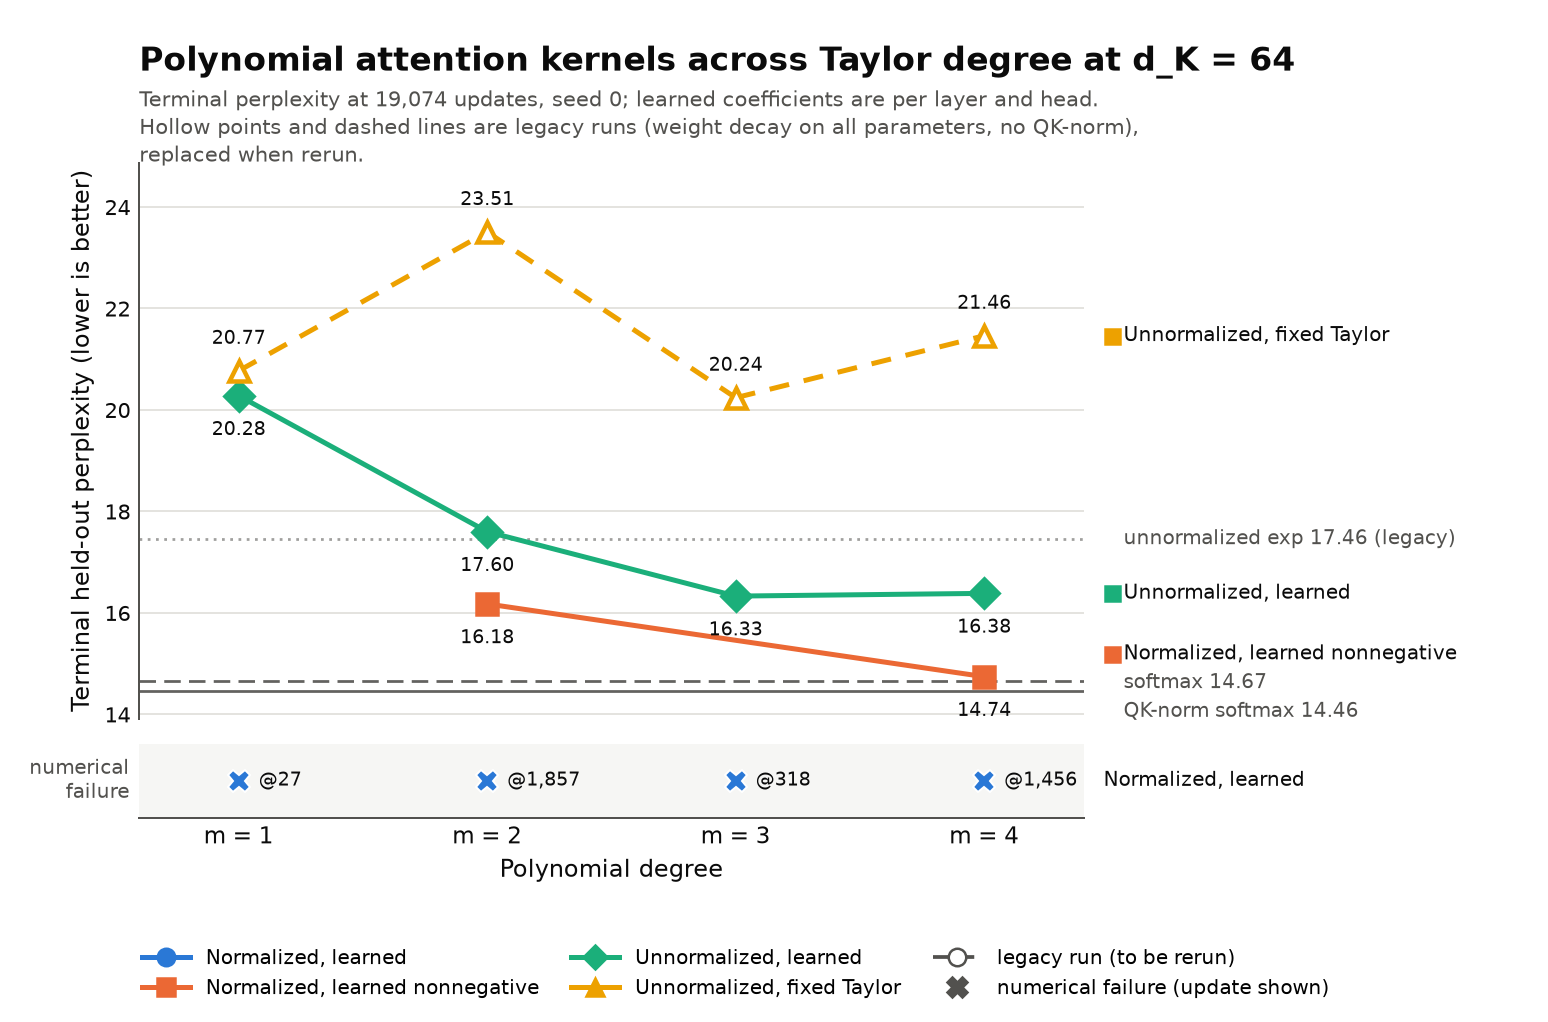 Polynomial attention kernels across Taylor degree at d_K = 64
Terminal perplexity at 19,074 updates, seed 0; learned coefficients are per layer and head.
Hollow points and dashed lines are legacy runs (weight decay on all parameters, no QK-norm),
replaced when rerun.
Terminal held-out perplexity (lower is better)
24
22
20
18
16
14
23.51
20.77
21.46
20.24
20.28
17.60
16.33
16.38
16.18
14.74
Unnormalized, fixed Taylor
unnormalized exp 17.46 (legacy)
Unnormalized, learned
Normalized, learned nonnegative
softmax 14.67
QK-norm softmax 14.46
numerical
failure
@27
@1,857
@318
@1,456
Normalized, learned
m = 1
m = 2
m = 3
m = 4
Polynomial degree
Normalized, learned
Unnormalized, learned
legacy run (to be rerun)
Normalized, learned nonnegative
Unnormalized, fixed Taylor
numerical failure (update shown)